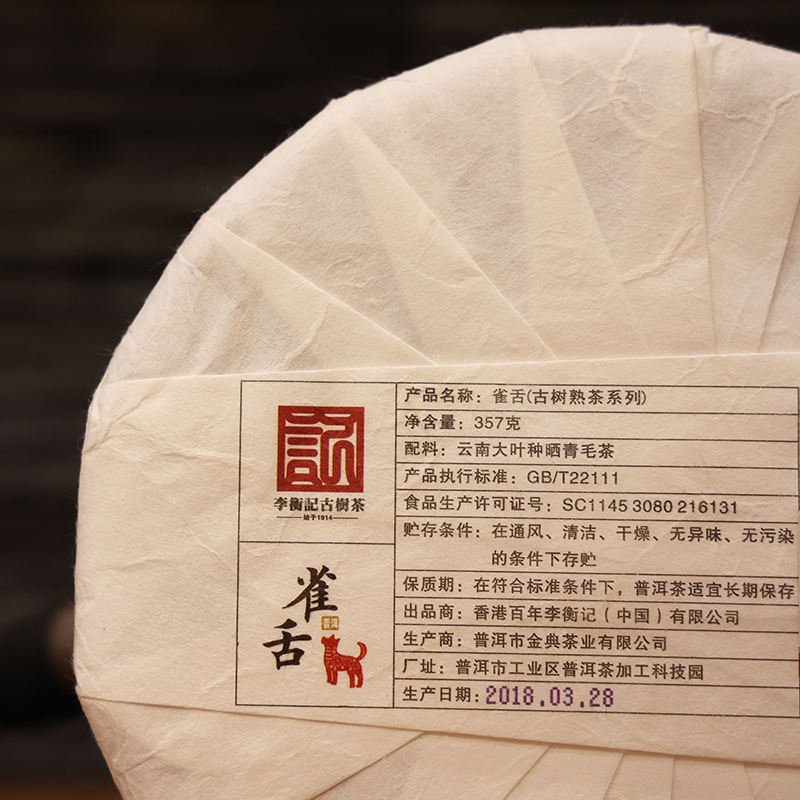 記
李衡記古樹茶
始于1914
雀舌
普洱
产品名称：雀舌(古树熟茶系列)
净含量：357克
配料：云南大叶种晒青毛茶
产品执行标准：GB/T22111
食品生产许可证号：SC1145 3080 216131
贮存条件：在通风、清洁、干燥、无异味、无污染
的条件下存贮
保质期：在符合标准条件下，普洱茶适宜长期保存
出品商：香港百年李衡记（中国）有限公司
生产商：普洱市金典茶业有限公司
厂址：普洱市工业区普洱茶加工科技园
生产日期：2018.03.28